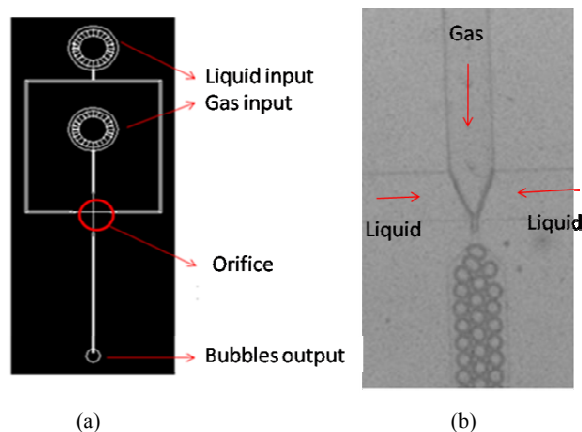 Liquid input
Gas input
Orifice
Bubbles output
(a)
Gas
Liquid
Liquid
(b)